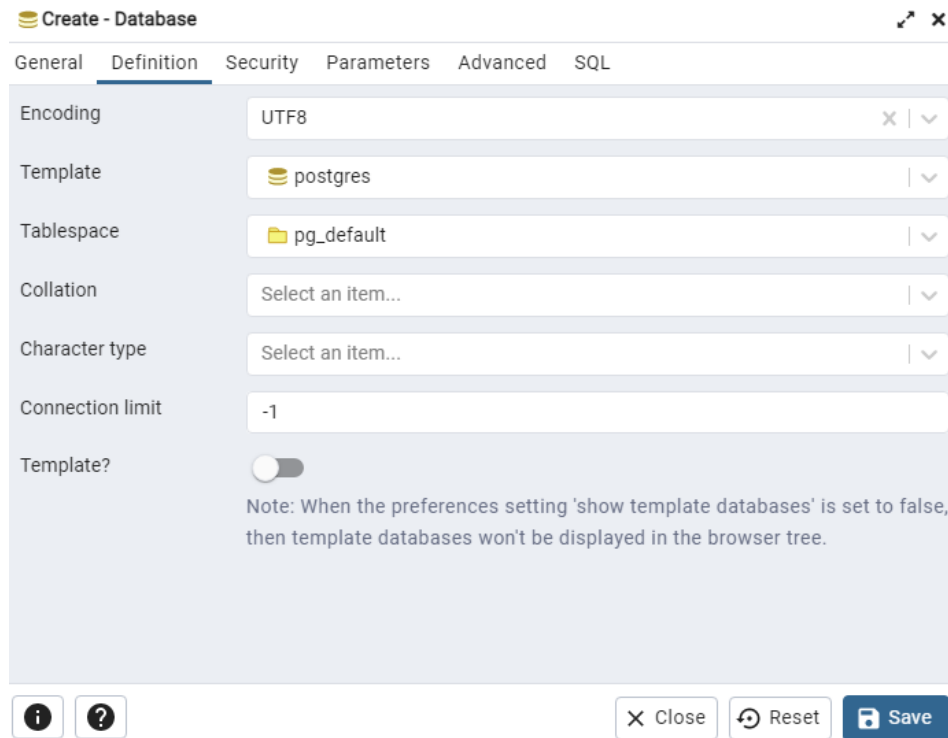 Create - Database
General Definition Security Parameters Advanced SQL
Encoding UTF8
Template postgres
Tablespace pg_default
Collation Select an item...
Character type Select an item...
Connection limit -1
Template?
Note: When the preferences setting 'show template databases' is set to false,
then template databases won't be displayed in the browser tree.
Close Reset Save